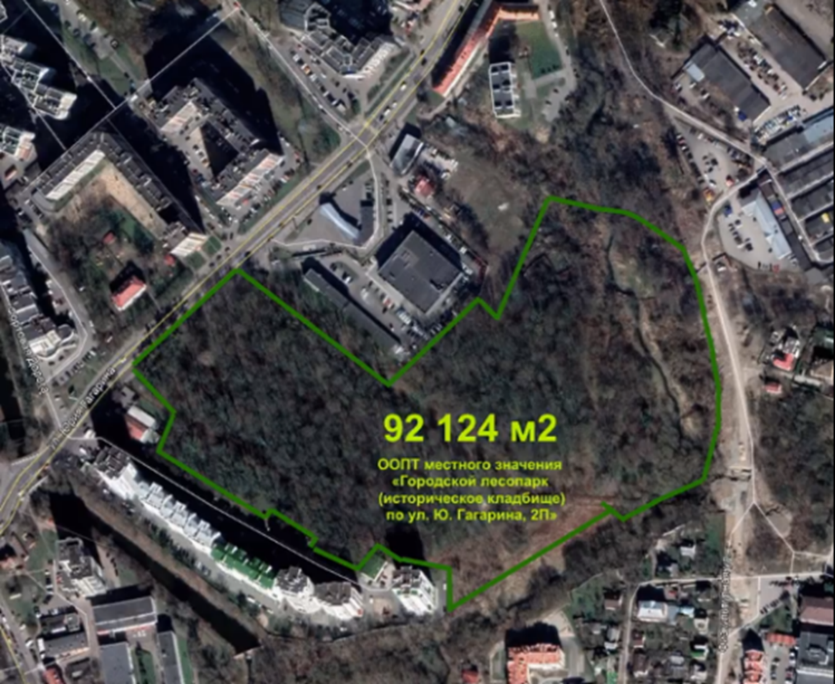 92 124 м2
ООПТ местного значения
«Городской лесопарк
(историческое кладбище)
по ул. Ю. Гагарина, 2П»